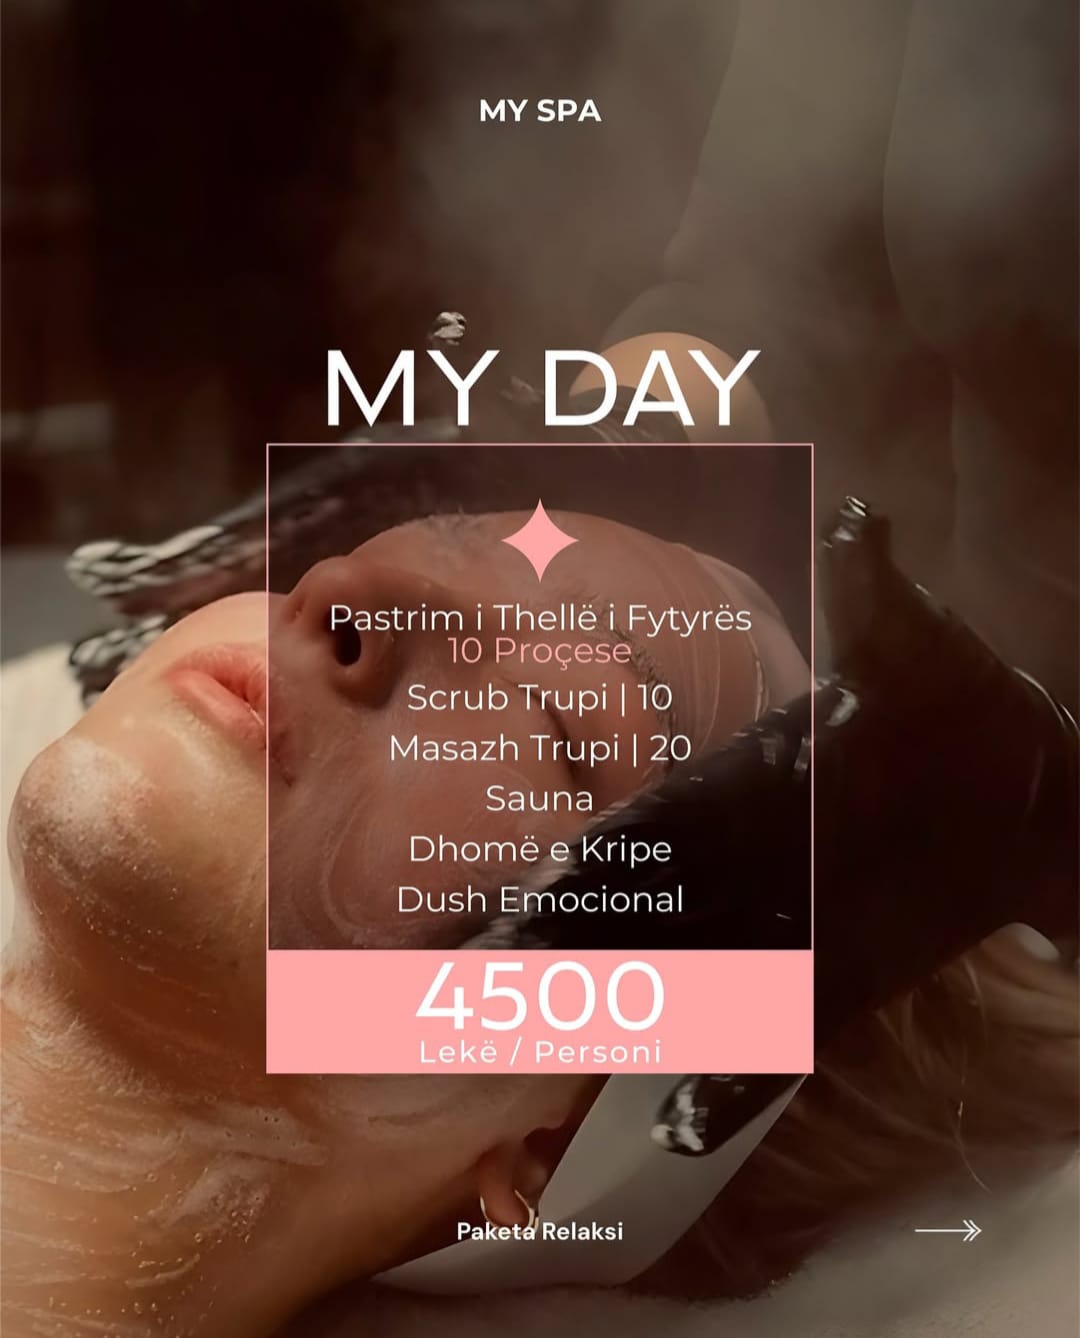 MY SPA
MY DAY
Pastrim i Thellë i Fytyrës
10 Proçese
Scrub Trupi | 10
Masazh Trupi | 20
Sauna
Dhomë e Kripe
Dush Emocional
4500
Lekë / Personi
Paketa Relaksi